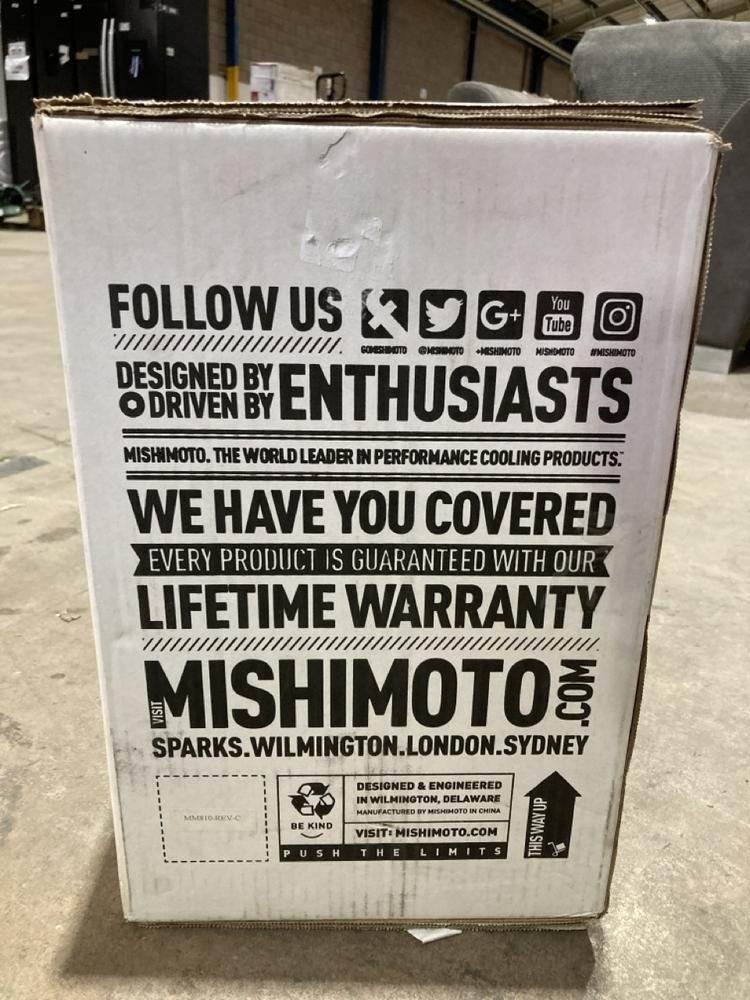 FOLLOW US
G+
You
Tube
GOMISHIMOTO @MISHIMOTO +MISHIMOTO MISHIMOTO #MISHIMOTO
DESIGNED BY
DRIVEN BY
ENTHUSIASTS
MISHIMOTO. THE WORLD LEADER IN PERFORMANCE COOLING PRODUCTS.™
WE HAVE YOU COVERED
EVERY PRODUCT IS GUARANTEED WITH OUR
LIFETIME WARRANTY
VISIT MISHIMOTO .COM
SPARKS.WILMINGTON.LONDON.SYDNEY
MM810-REV-C
BE KIND
DESIGNED & ENGINEERED
IN WILMINGTON, DELAWARE
MANUFACTURED BY MISHIMOTO IN CHINA
VISIT: MISHIMOTO.COM
PUSH THE LIMITS
THIS WAY UP